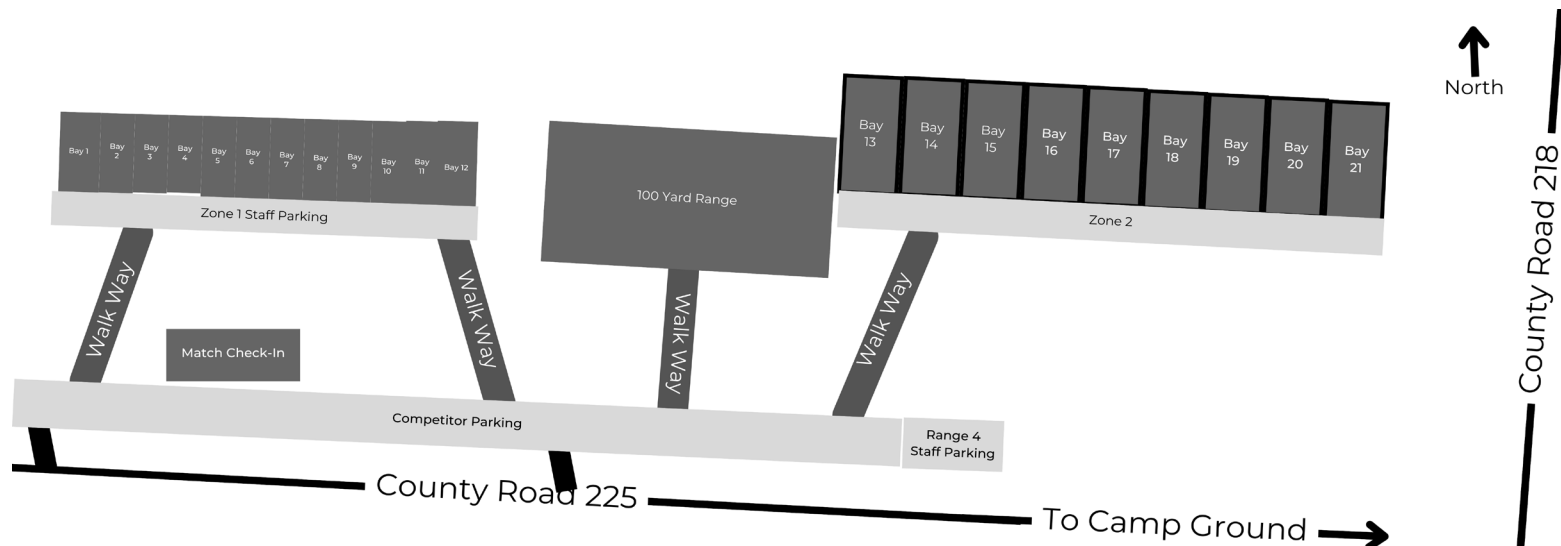 North
County Road 218
Bay 1
Bay
2
Bay
3
Bay
4
Bay
5
Bay
6
Bay
7
Bay
8
Bay
9
Bay
10
Bay
11
Bay 12
Zone 1 Staff Parking
100 Yard Range
Bay
13
Bay
14
Bay
15
Bay
16
Bay
17
Bay
18
Bay
19
Bay
20
Bay
21
Zone 2
Walk Way
Walk Way
Walk Way
Walk Way
Match Check-In
Competitor Parking
Range 4
Staff Parking
County Road 225
To Camp Ground